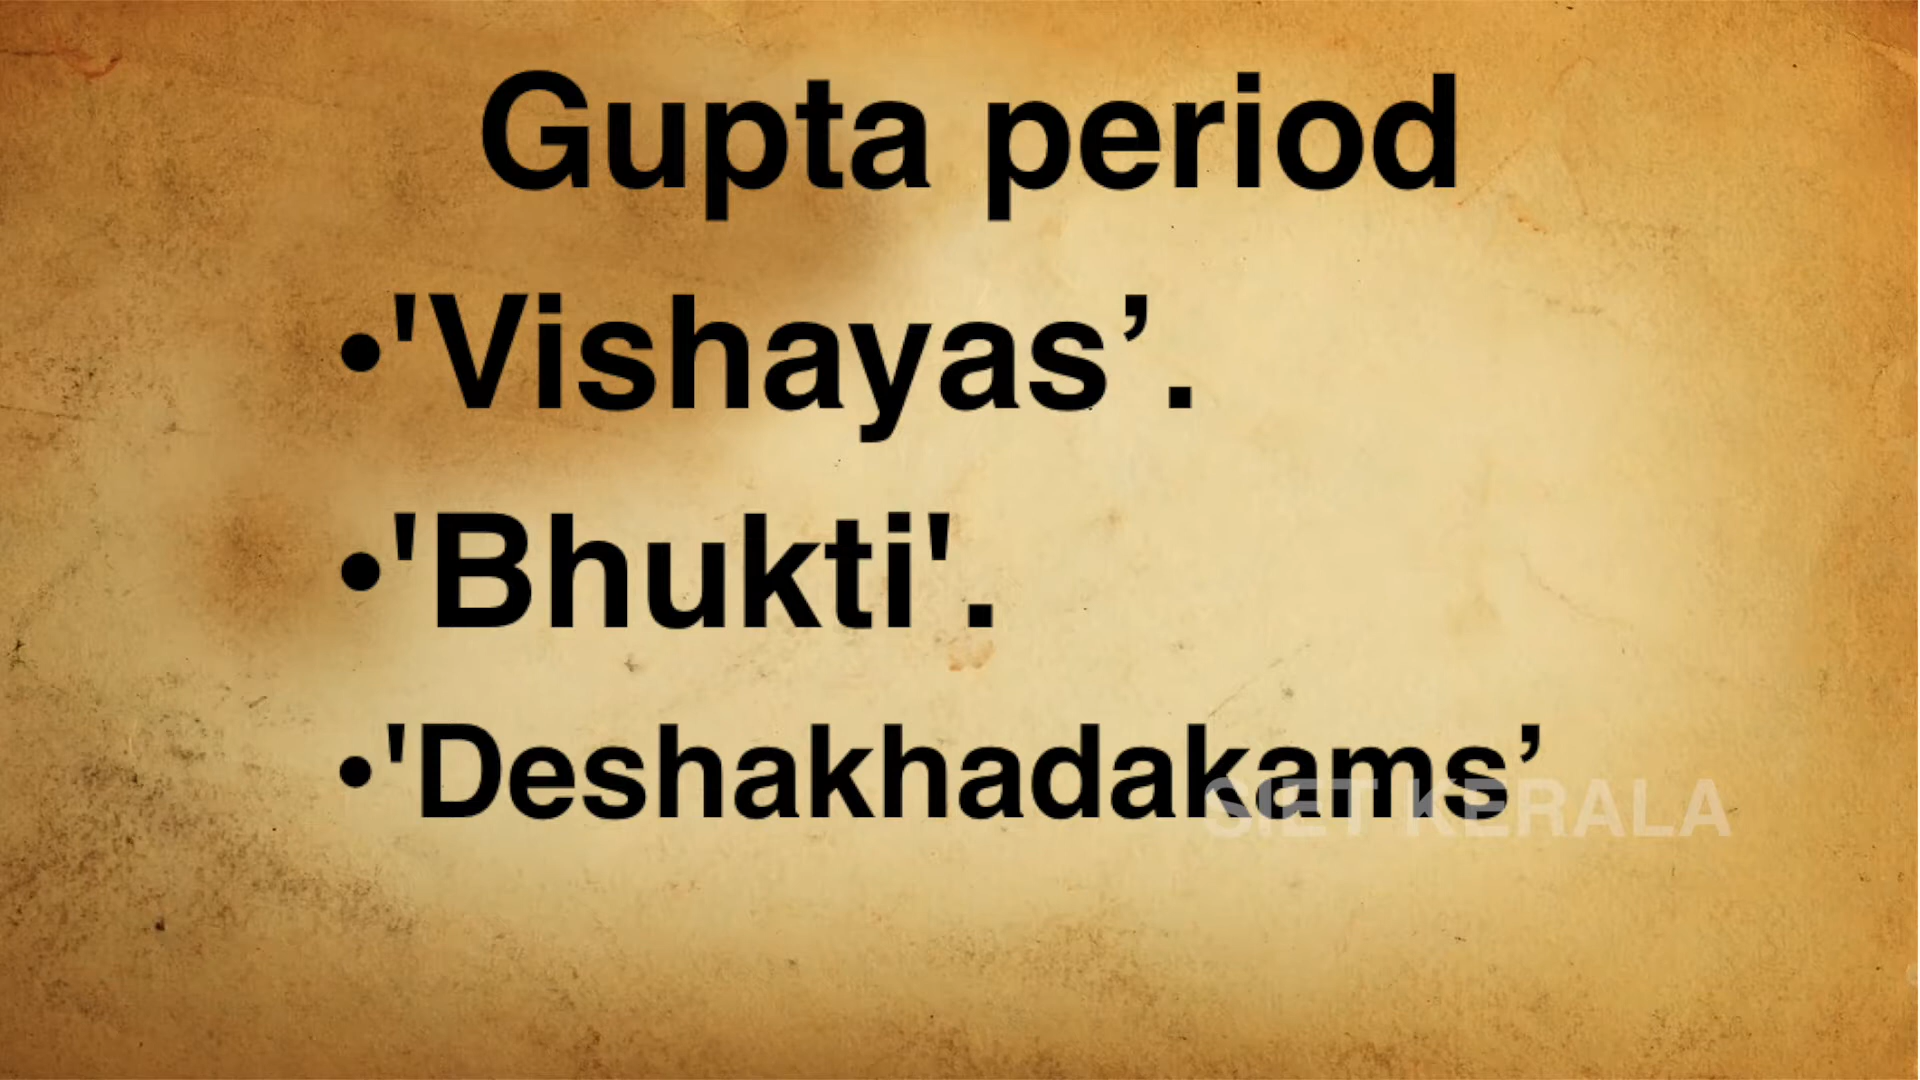 Gupta period
•'Vishayas’.
•'Bhukti'.
•'Deshakhadakams’
SIET KERALA